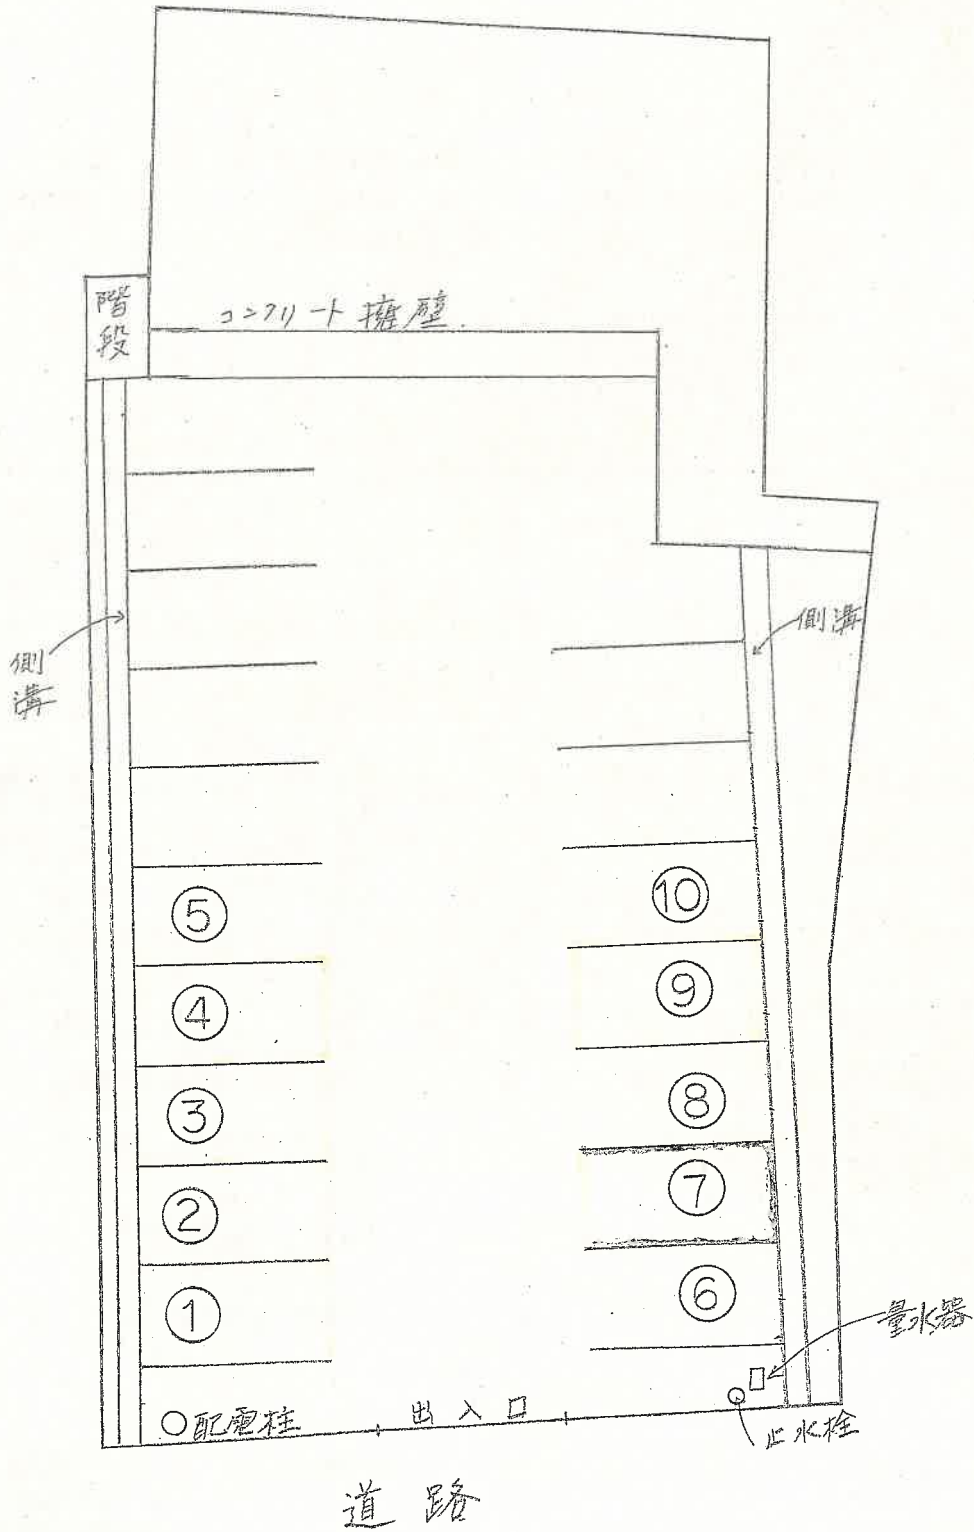 階
段
コンクリート擁壁.
側
溝
側溝
⑤
⑩
④
⑨
③
⑧
②
⑦
①
⑥
量水器
配電柱
出入口
止水栓
道路